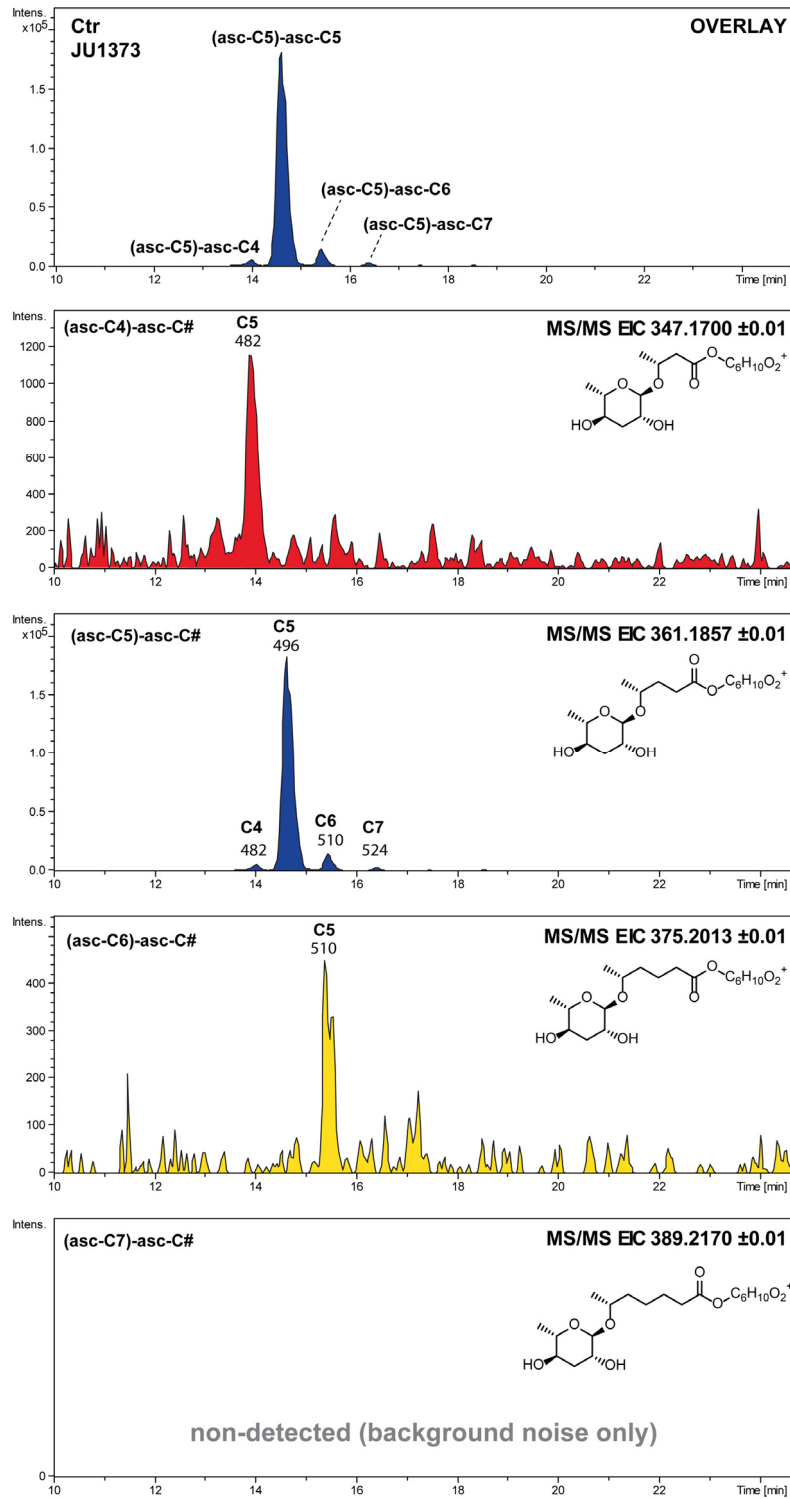 Intens.
x10⁵
Ctr
JU1373
(asc-C5)-asc-C5
OVERLAY
1.5
1.0
(asc-C5)-asc-C6
0.5
(asc-C5)-asc-C7
(asc-C5)-asc-C4
0.0
10 12 14 16 18 20 22 Time [min]
Intens.
(asc-C4)-asc-C# C5 MS/MS EIC 347.1700 ±0.01
482
1200
1000
800
600
400
200
0
O O C₆H₁₀O₂⁺
O O
HO OH
10 12 14 16 18 20 22 Time [min]
Intens.
x10⁵
(asc-C5)-asc-C# C5 MS/MS EIC 361.1857 ±0.01
496
1.5
1.0
0.5
0.0
O
O C₆H₁₀O₂⁺
O O
HO OH
C4 C6 C7
482 510 524
10 12 14 16 18 20 22 Time [min]
Intens.
(asc-C6)-asc-C# C5 MS/MS EIC 375.2013 ±0.01
510
400
300
200
100
0
O C₆H₁₀O₂⁺
O O O
HO OH
10 12 14 16 18 20 22 Time [min]
Intens.
(asc-C7)-asc-C# MS/MS EIC 389.2170 ±0.01
O
O C₆H₁₀O₂⁺
O O
HO OH
non-detected (background noise only)
0
10 12 14 16 18 20 22 Time [min]